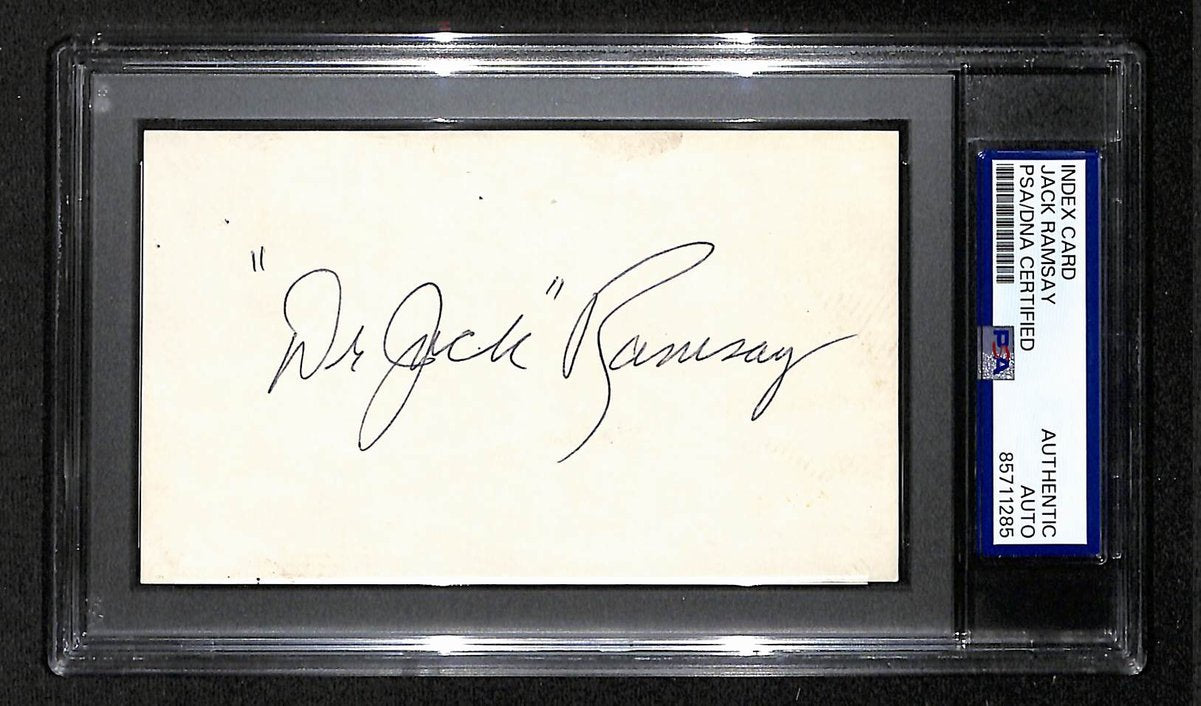 "Dr Jack" Ramsay
INDEX CARD
JACK RAMSAY
PSA/DNA CERTIFIED
AUTHENTIC
AUTO
85711285
PSA